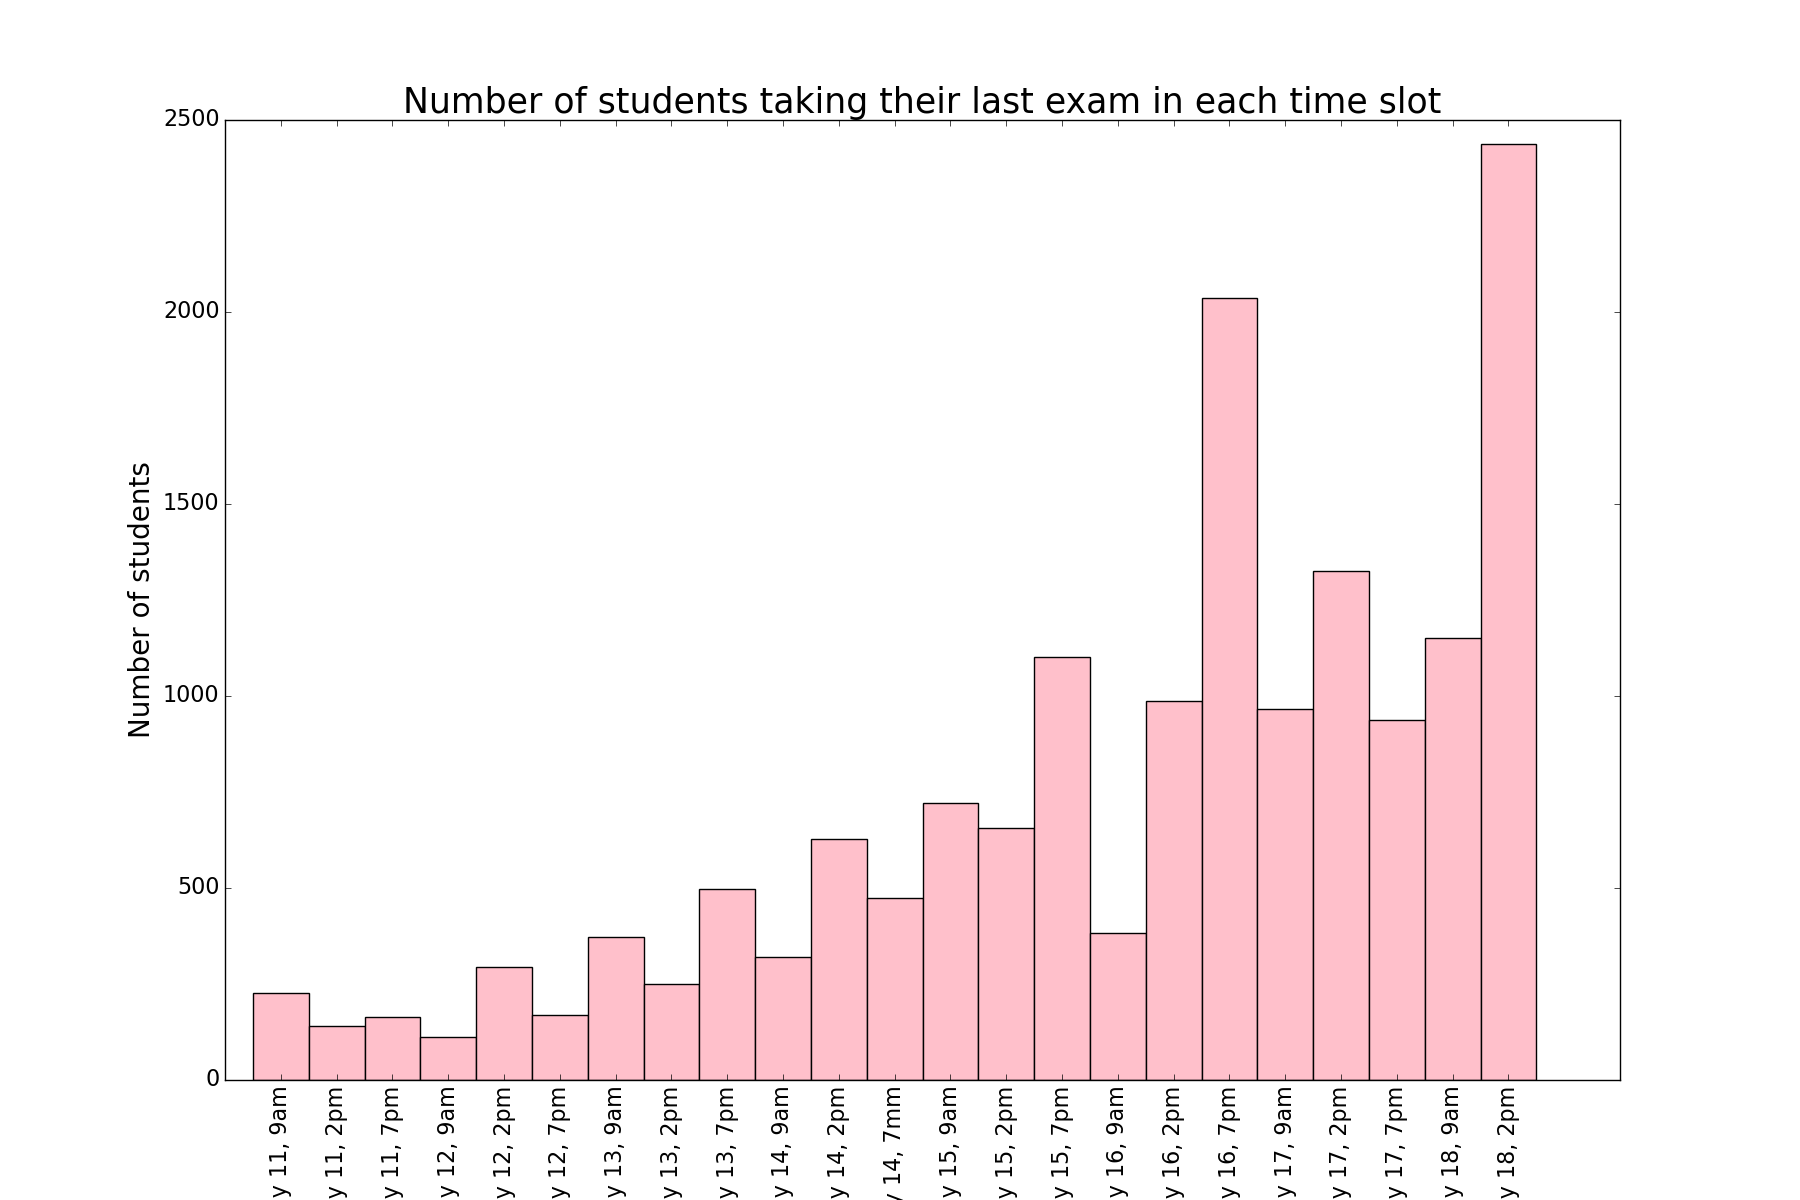 Number of students taking their last exam in each time slot
Number of students
2500
2000
1500
1000
500
0
y 11, 9am
y 11, 2pm
y 11, 7pm
y 12, 9am
y 12, 2pm
y 12, 7pm
y 13, 9am
y 13, 2pm
y 13, 7pm
y 14, 9am
y 14, 2pm
y 14, 7mm
y 15, 9am
y 15, 2pm
y 15, 7pm
y 16, 9am
y 16, 2pm
y 16, 7pm
y 17, 9am
y 17, 2pm
y 17, 7pm
y 18, 9am
y 18, 2pm